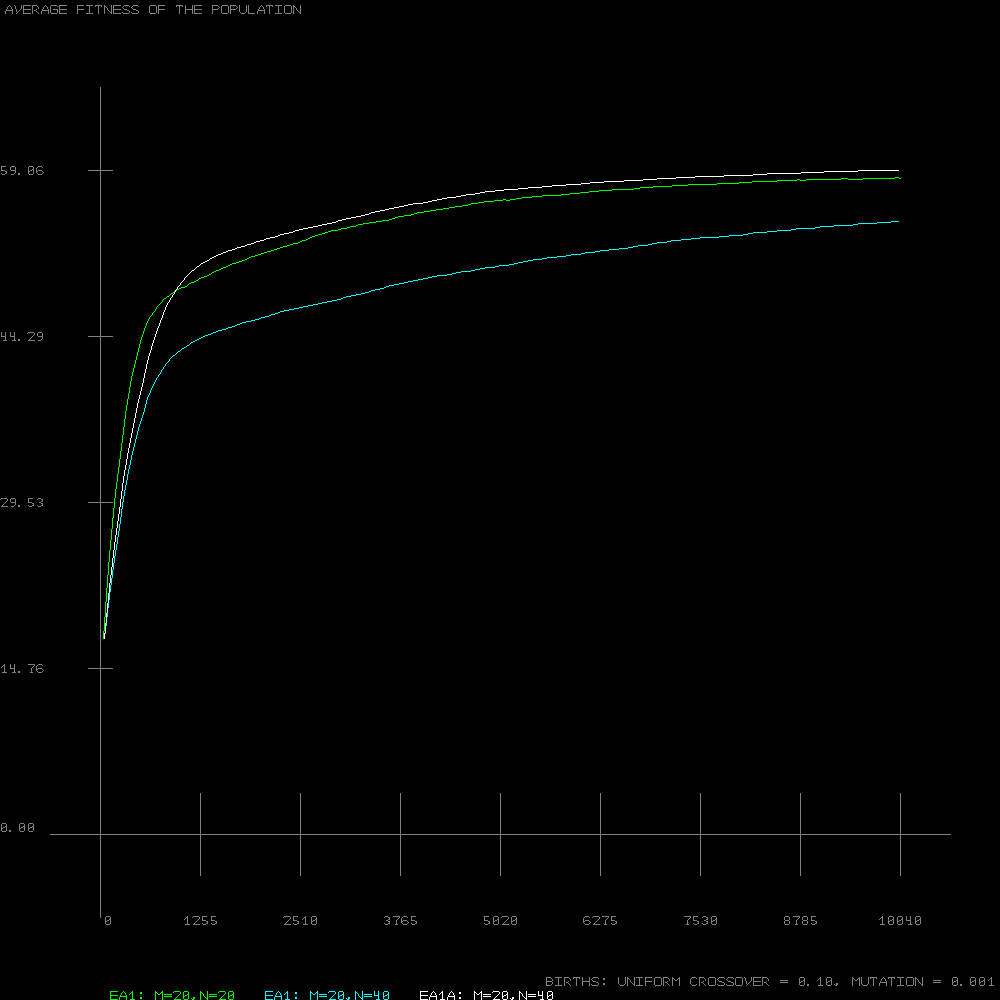 AVERAGE FITNESS OF THE POPULATION
59.06
44.29
29.53
14.76
0.00
0 1255 2510 3765 5020 6275 7530 8785 10040
BIRTHS: UNIFORM CROSSOVER = 0.10, MUTATION = 0.001
EA1: M=20,N=20 EA1: M=20,N=40 EA1A: M=20,N=40